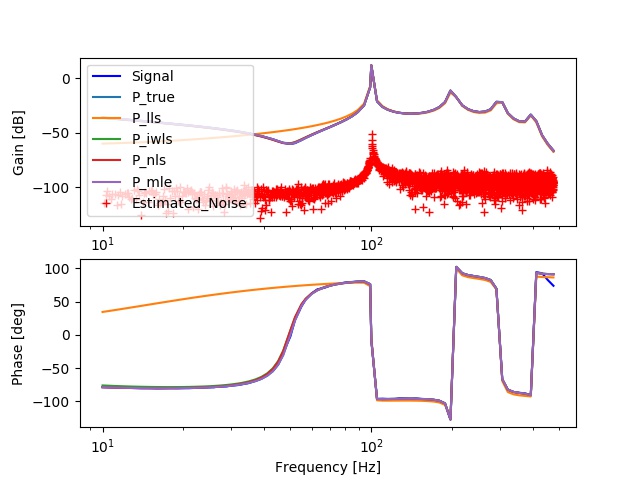 Gain [dB]
0
−50
−100
Signal
P_true
P_lls
P_iwls
P_nls
P_mle
Estimated_Noise
10¹
10²
Phase [deg]
100
50
0
−50
−100
10¹
10²
Frequency [Hz]